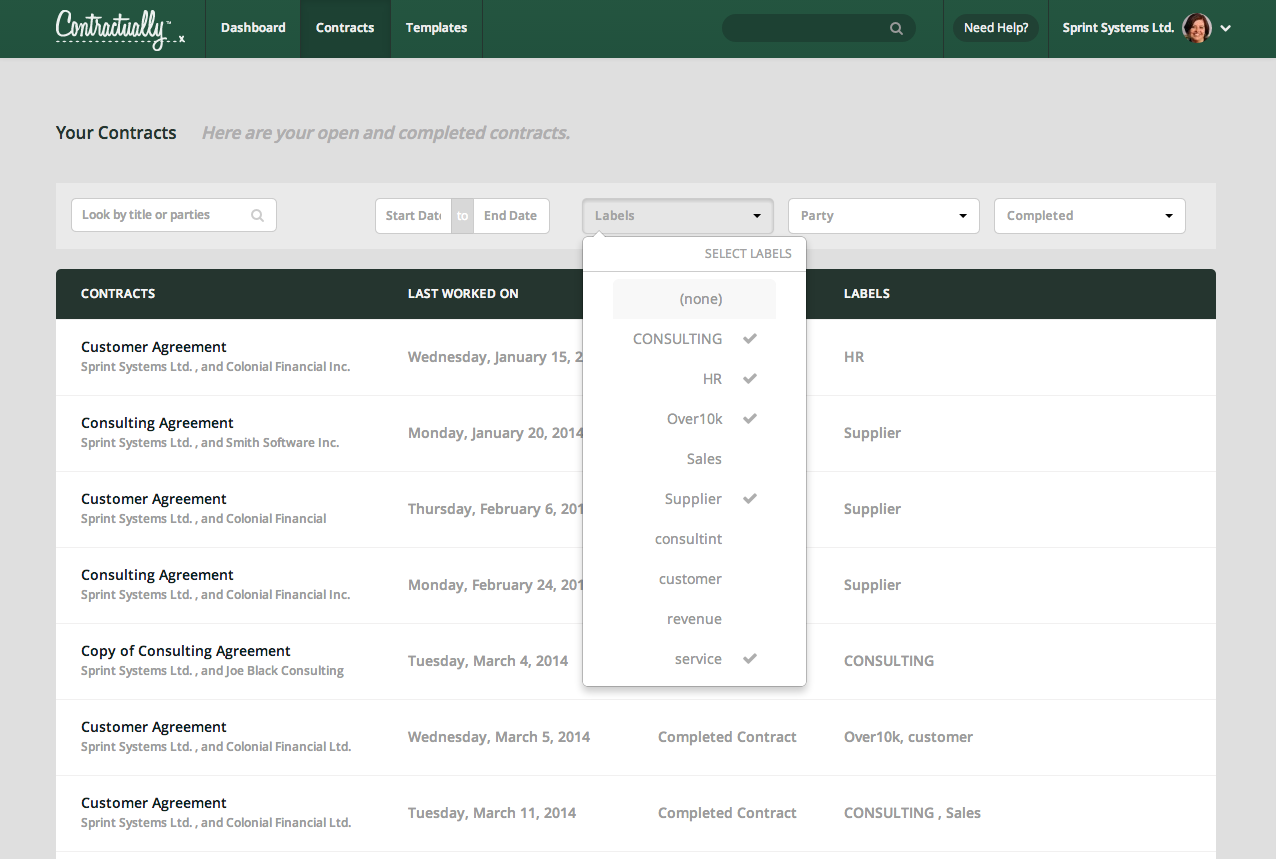 Contractually™ x
Dashboard
Contracts
Templates
Need Help?
Sprint Systems Ltd.
Your Contracts
Here are your open and completed contracts.
Look by title or parties
Start Date
to
End Date
Labels
Party
Completed
SELECT LABELS
(none)
CONSULTING
HR
Over10k
Sales
Supplier
consultint
customer
revenue
service
CONTRACTS
LAST WORKED ON
LABELS
Customer Agreement
Sprint Systems Ltd. , and Colonial Financial Inc.
Wednesday, January 15, 2
HR
Consulting Agreement
Sprint Systems Ltd. , and Smith Software Inc.
Monday, January 20, 2014
Supplier
Customer Agreement
Sprint Systems Ltd. , and Colonial Financial
Thursday, February 6, 201
Supplier
Consulting Agreement
Sprint Systems Ltd. , and Colonial Financial Inc.
Monday, February 24, 201
Supplier
Copy of Consulting Agreement
Sprint Systems Ltd. , and Joe Black Consulting
Tuesday, March 4, 2014
CONSULTING
Customer Agreement
Sprint Systems Ltd. , and Colonial Financial Ltd.
Wednesday, March 5, 2014
Completed Contract
Over10k, customer
Customer Agreement
Sprint Systems Ltd. , and Colonial Financial Ltd.
Tuesday, March 11, 2014
Completed Contract
CONSULTING , Sales